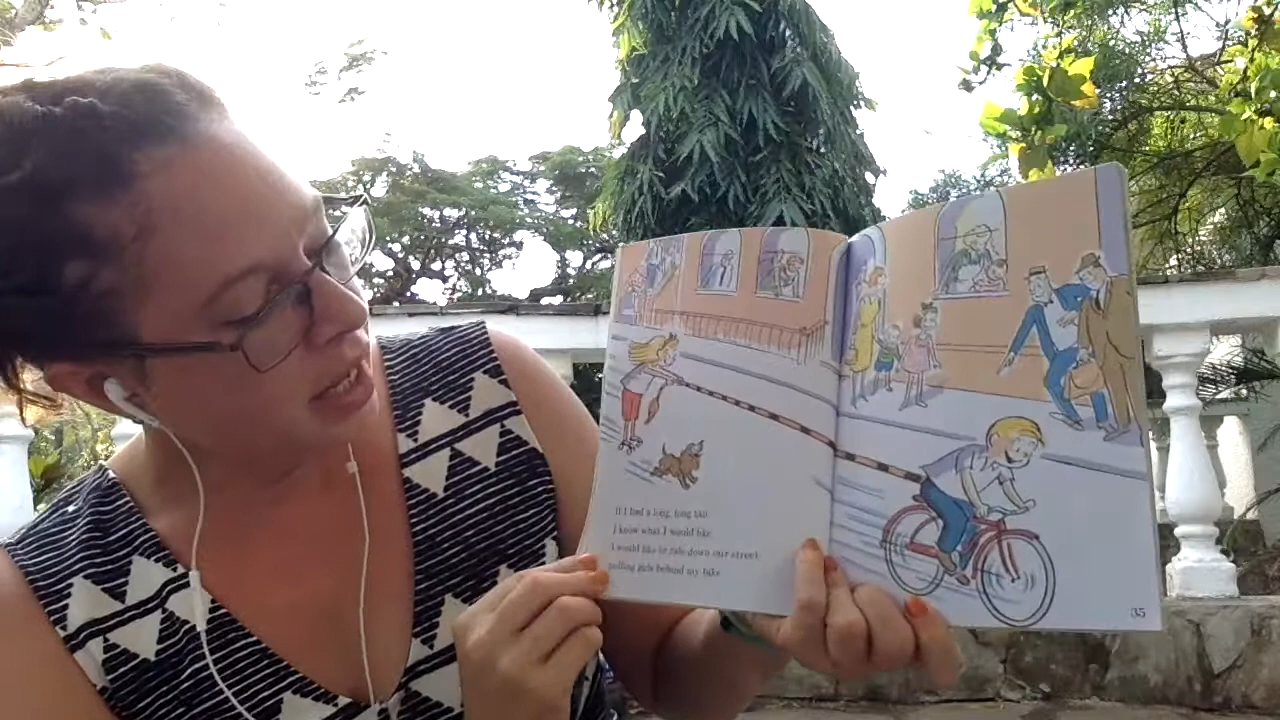 If I had a long, long tail
I know what I would like.
I would like to ride down our street
pulling girls behind my bike.
35